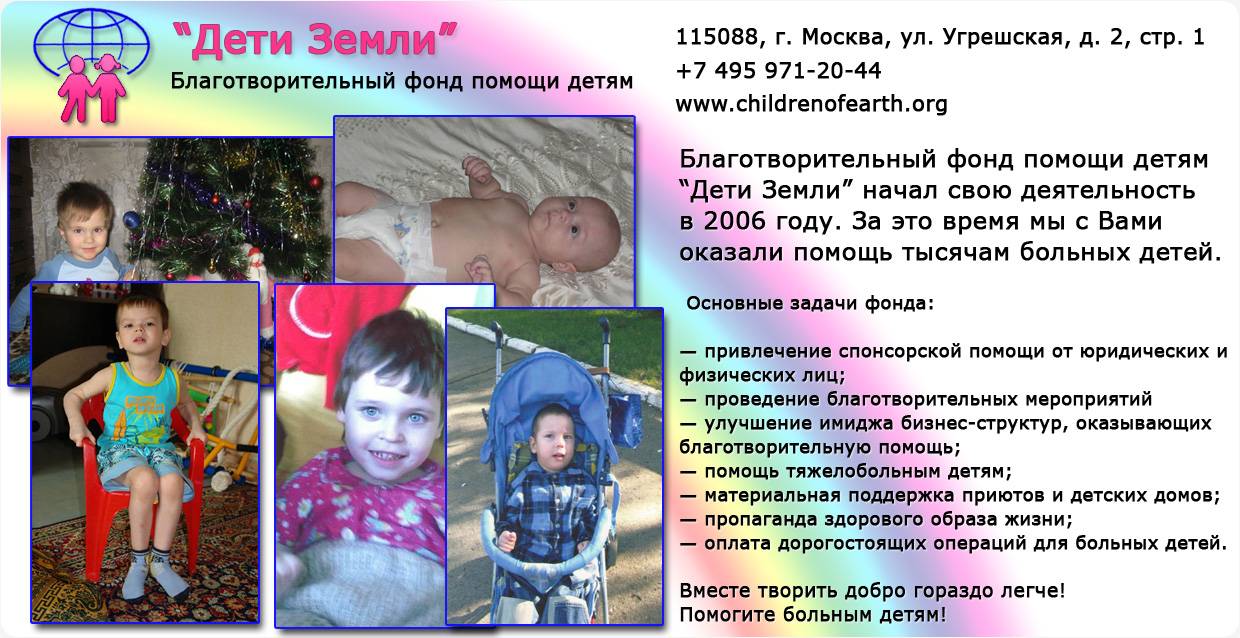 “Дети Земли”
Благотворительный фонд помощи детям
115088, г. Москва, ул. Угрешская, д. 2, стр. 1
+7 495 971-20-44
www.childrenofearth.org
Благотворительный фонд помощи детям
“Дети Земли” начал свою деятельность
в 2006 году. За это время мы с Вами
оказали помощь тысячам больных детей.
Основные задачи фонда:
— привлечение спонсорской помощи от юридических и
физических лиц;
— проведение благотворительных мероприятий
— улучшение имиджа бизнес-структур, оказывающих
благотворительную помощь;
— помощь тяжелобольным детям;
— материальная поддержка приютов и детских домов;
— пропаганда здорового образа жизни;
— оплата дорогостоящих операций для больных детей.
Вместе творить добро гораздо легче!
Помогите больным детям!